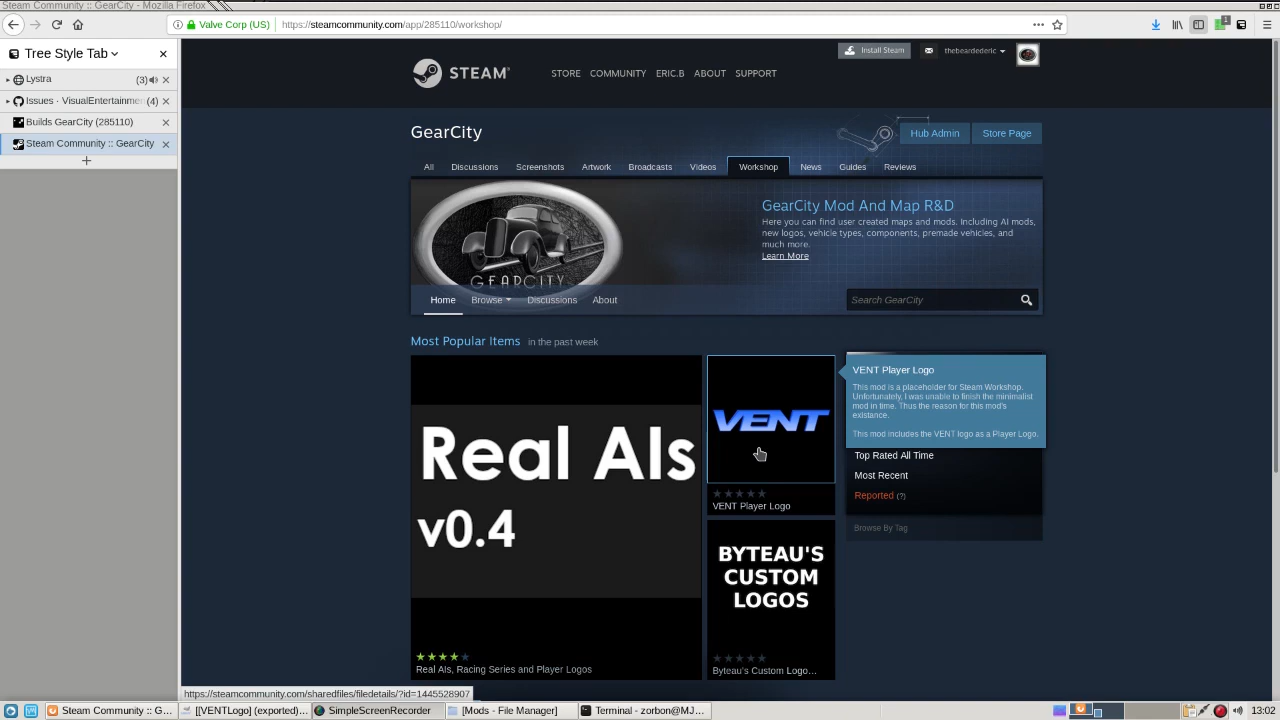 Steam Community :: GearCity - Mozilla Firefox
Valve Corp (US) https://steamcommunity.com/app/285110/workshop/
1
Tree Style Tab
Lystra (3)
Issues · VisualEntertainmen (4)
Builds GearCity (285110)
Steam Community :: GearCity
Install Steam
thebeardederic
STEAM®
STORE COMMUNITY ERIC.B ABOUT SUPPORT
GearCity
Hub Admin Store Page
All Discussions Screenshots Artwork Broadcasts Videos Workshop News Guides Reviews
GEARCITY
GearCity Mod And Map R&D
Here you can find user created maps and mods. Including AI mods,
new logos, vehicle types, components, premade vehicles, and
much more.
Learn More
Home Browse Discussions About
Search GearCity
Most Popular Items in the past week
Real AIs
v0.4
Real AIs, Racing Series and Player Logos
VENT
VENT Player Logo
BYTEAU'S
CUSTOM
LOGOS
Byteau's Custom Logo...
VENT Player Logo
This mod is a placeholder for Steam Workshop.
Unfortunately, I was unable to finish the minimalist
mod in time. Thus the reason for this mod's
existance.
This mod includes the VENT logo as a Player Logo.
Top Rated All Time
Most Recent
Reported (?)
Browse By Tag
https://steamcommunity.com/sharedfiles/filedetails/?id=1445528907
Steam Community :: G...
[[VENTLogo] (exported)...
SimpleScreenRecorder
[Mods - File Manager]
Terminal - zorbon@MJ...
13:02